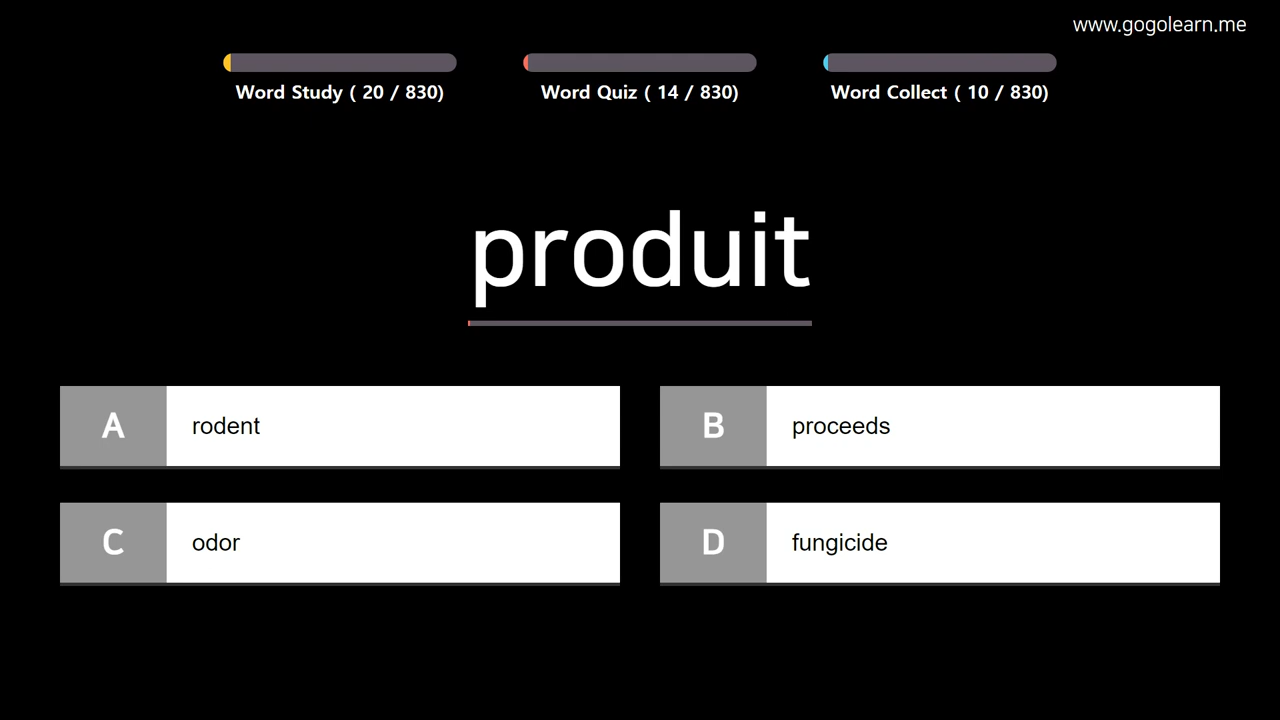 www.gogolearn.me
Word Study ( 20 / 830)
Word Quiz ( 14 / 830)
Word Collect ( 10 / 830)
produit
A rodent
B proceeds
C odor
D fungicide